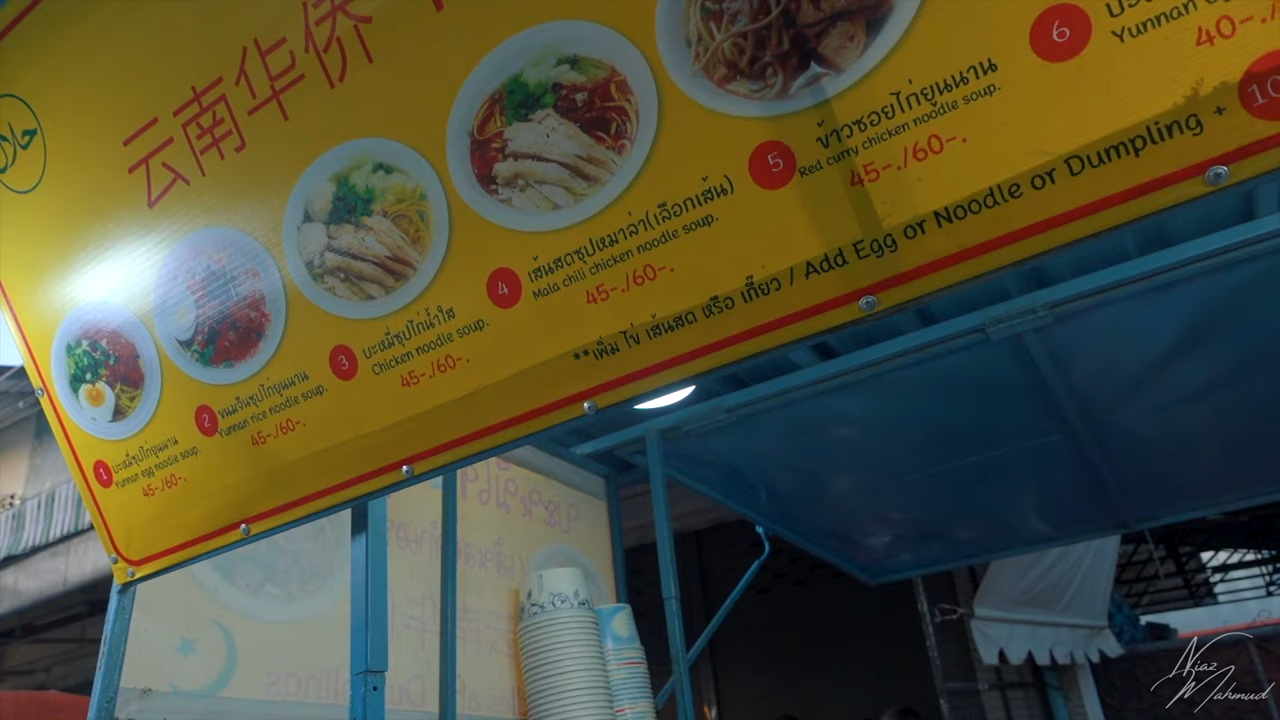 云南华侨
حلال
1
บะหมี่ซุปไก่ยูนนาน
Yunnan egg noodle soup.
45-./60-.
2
ขนมจีนซุปไก่ยูนนาน
Yunnan rice noodle soup.
45-./60-.
3
บะหมี่ซุปไก่น้ำใส
Chicken noodle soup.
45-./60-.
4
เส้นสดซุปหมาล่า(เลือกเส้น)
Mala chili chicken noodle soup.
45-./60-.
5
ข้าวซอยไก่ยูนนาน
Red curry chicken noodle soup.
45-./60-.
6
Yunnan
40-./
10
**เพิ่ม ไข่ เส้นสด หรือ เกี๊ยว / Add Egg or Noodle or Dumpling +
Niaz
Mahmud